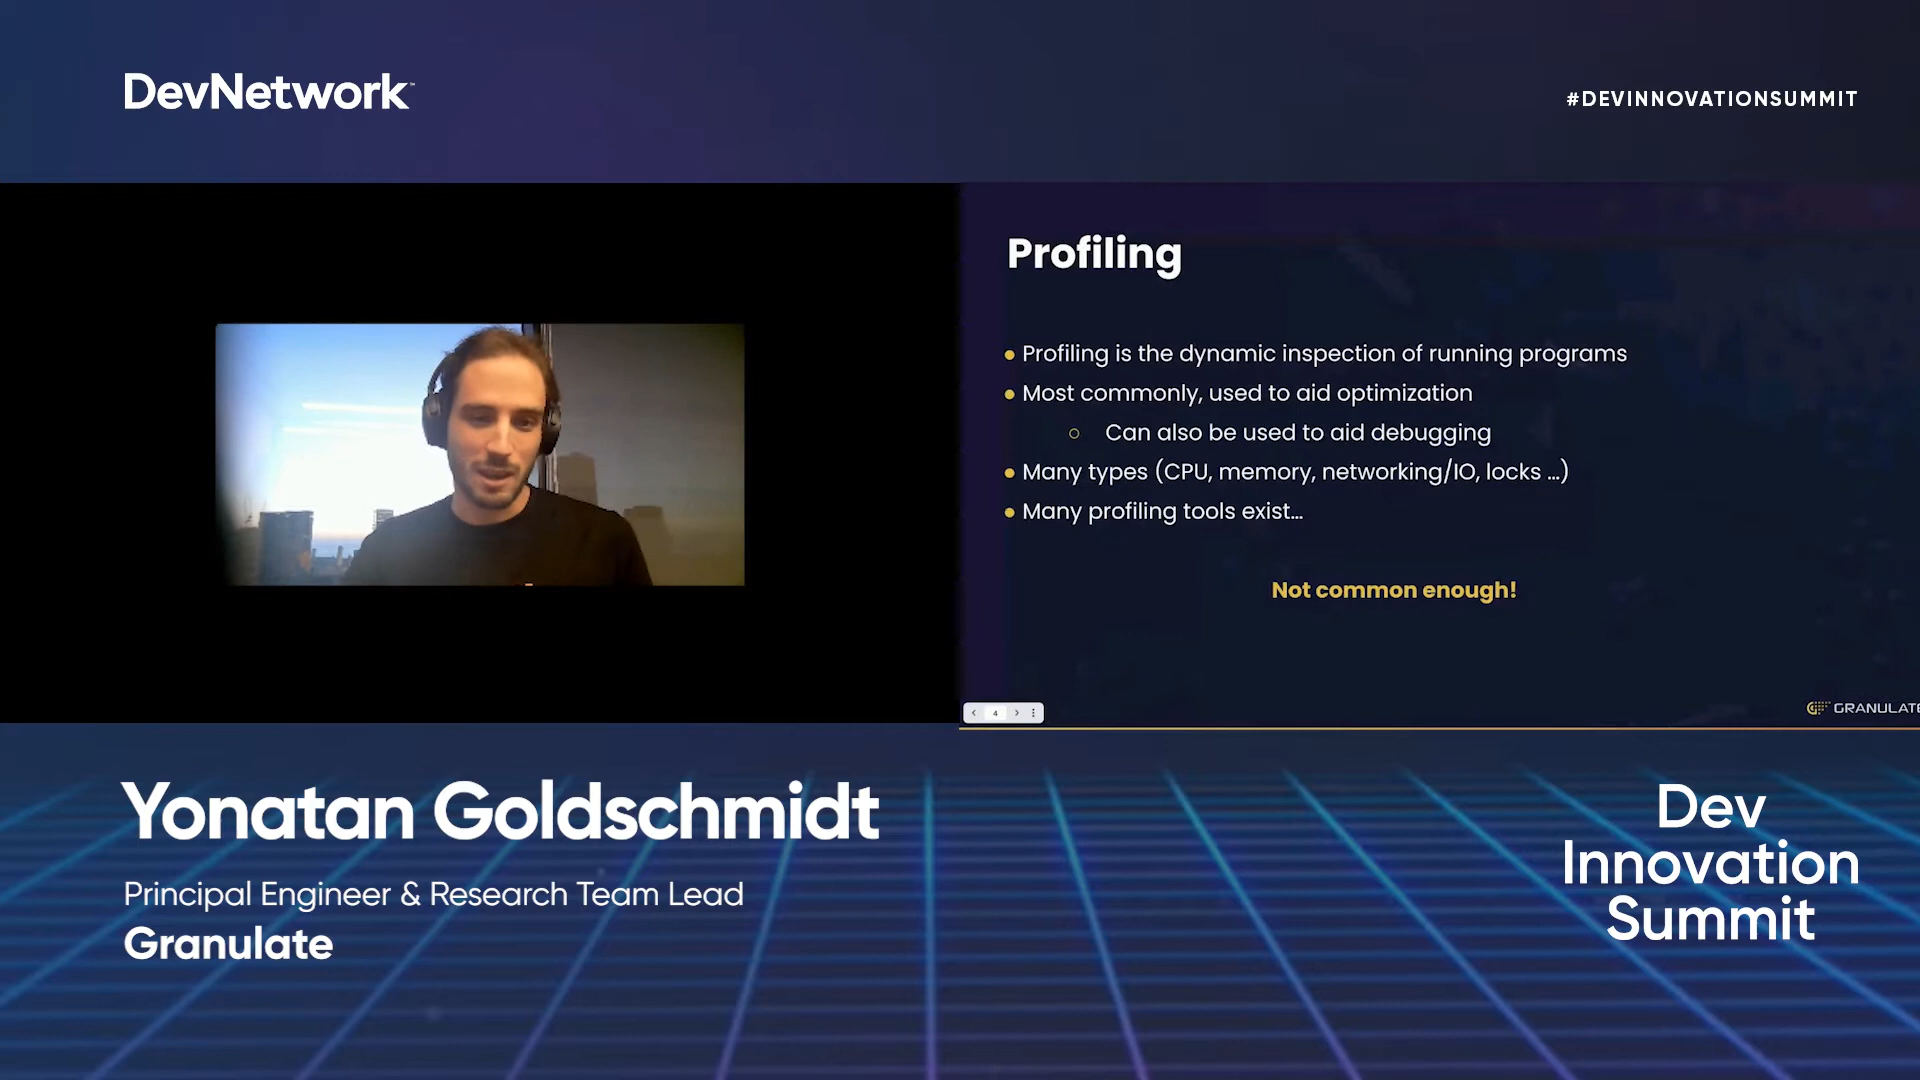 DevNetwork™
#DEVINNOVATIONSUMMIT
Profiling
● Profiling is the dynamic inspection of running programs
● Most commonly, used to aid optimization
○ Can also be used to aid debugging
● Many types (CPU, memory, networking/IO, locks ...)
● Many profiling tools exist...
Not common enough!
4
GRANULATE
Yonatan Goldschmidt
Principal Engineer & Research Team Lead
Granulate
Dev
Innovation
Summit